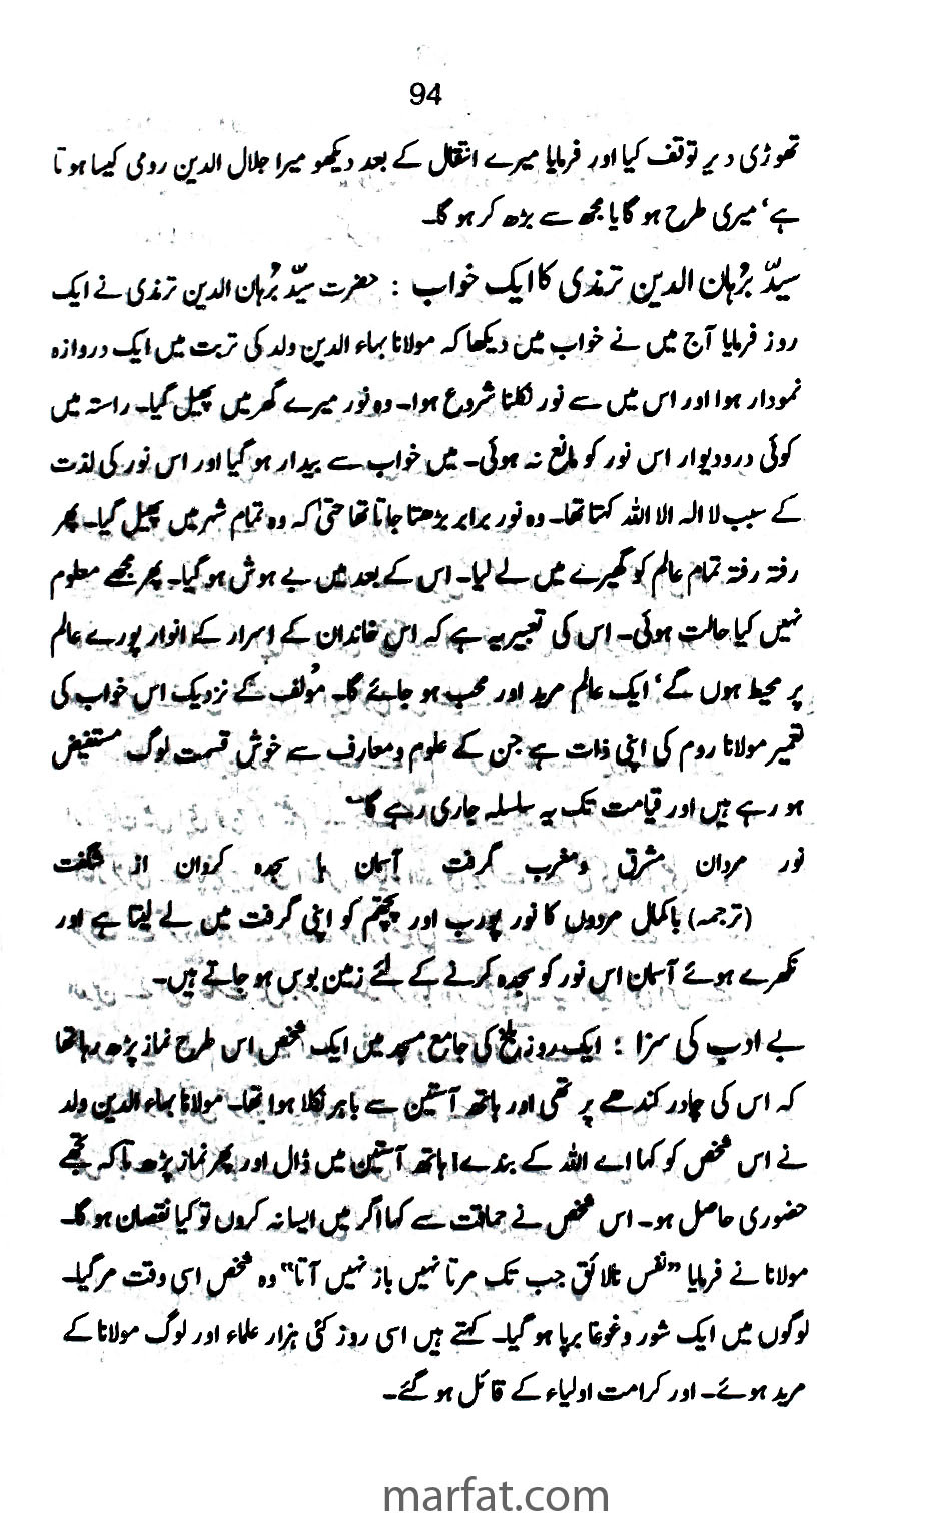 94
تھوڑی دیر توقف کیا اور فرمایا میرے انتقال کے بعد دیکھو میرا جلال الدین رومی کیسا ہوتا
ہے‘ میری طرح ہو گا یا مجھ سے بڑھ کر ہو گا۔
سیّد بُرہان الدین ترمذی کا ایک خواب : حضرت سیّد بُرہان الدین ترمذی نے ایک
روز فرمایا آج میں نے خواب میں دیکھا کہ مولانا بہاء الدین ولد کی تربت میں ایک دروازہ
نمودار ہوا اور اس میں سے نور نکلنا شروع ہوا۔ وہ نور میرے گھر میں پھیل گیا۔ راستہ میں
کوئی درودیوار اس نور کو مانع نہ ہوئی۔ میں خواب سے بیدار ہو گیا اور اس نور کی لذت
کے سبب لا الہ الا اللہ کہتا تھا۔ وہ نور برابر بڑھتا جاتا تھا حتیٰ کہ وہ تمام شہر میں پھیل گیا۔ پھر
رفتہ رفتہ تمام عالم کو گھیرے میں لے لیا۔ اس کے بعد میں بے ہوش ہو گیا۔ پھر مجھے معلوم
نہیں کیا حالت ہوئی۔ اس کی تعبیر یہ ہے کہ اس خاندان کے اسرار کے انوار پورے عالم
پر محیط ہوں گے‘ ایک عالم مرید اور محب ہو جائے گا۔ مؤلف کے نزدیک اس خواب کی
تعبیر مولانا روم کی اپنی ذات ہے جن کے علوم و معارف سے خوش قسمت لوگ مستفیض
ہو رہے ہیں اور قیامت تک یہ سلسلہ جاری رہے گا
نور مرداں مشرق و مغرب گرفت آسماں ہا سجدہ کرداں از شگفت
(ترجمہ) باکمال مردوں کا نور پورب اور پچھّم کو اپنی گرفت میں لے لیتا ہے اور
نکھرے ہوئے آسمان اس نور کو سجدہ کرنے کے لئے زمین بوس ہو جاتے ہیں۔
بے ادب کی سزا : ایک روز بلخ کی جامع مسجد میں ایک شخص اس طرح نماز پڑھ رہا تھا
کہ اس کی چادر کندھے پر تھی اور ہاتھ آستین سے باہر نکلا ہوا تھا۔ مولانا بہاء الدین ولد
نے اس شخص کو کہا اے اللہ کے بندے! ہاتھ آستین میں ڈال اور پھر نماز پڑھ تاکہ تجھے
حضوری حاصل ہو۔ اس شخص نے حماقت سے کہا اگر میں ایسا نہ کروں تو کیا نقصان ہو گا۔
مولانا نے فرمایا ”نفس نالائق جب تک مرتا نہیں باز نہیں آتا“ وہ شخص اسی وقت مر گیا۔
لوگوں میں ایک شور و غوغا برپا ہو گیا۔ کہتے ہیں اسی روز کئی ہزار علماء اور لوگ مولانا کے
مرید ہوئے۔ اور کرامت اولیاء کے قائل ہو گئے۔
marfat.com